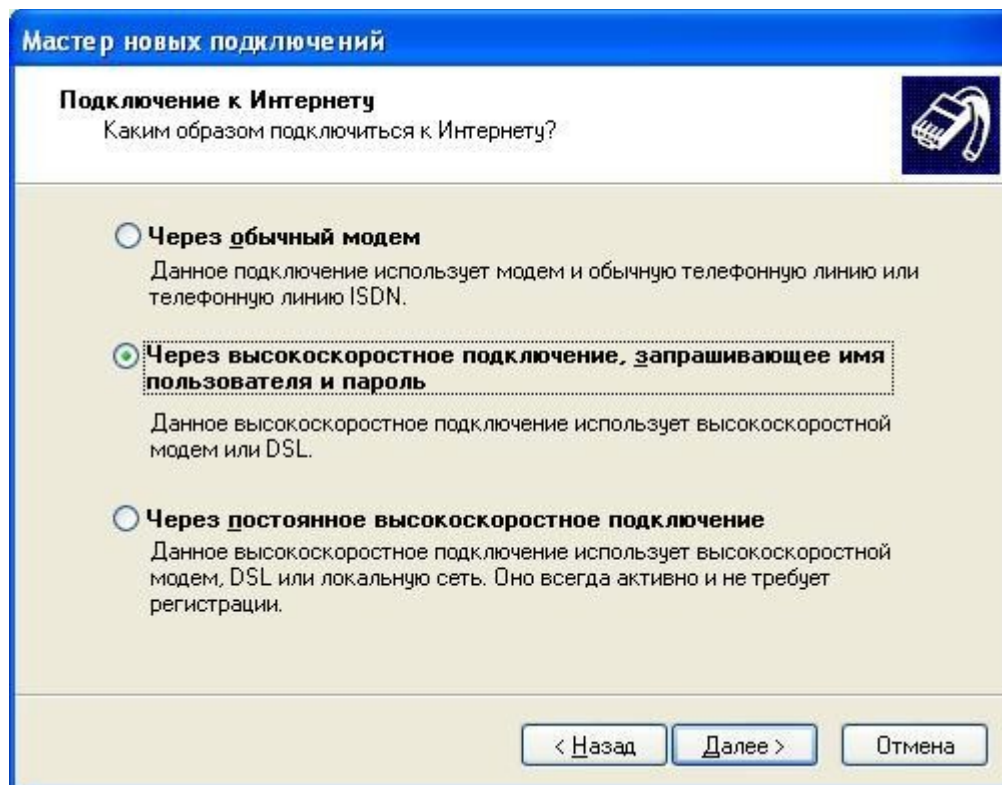 Мастер новых подключений
Подключение к Интернету
Каким образом подключиться к Интернету?
Через обычный модем
Данное подключение использует модем и обычную телефонную линию или
телефонную линию ISDN.
Через высокоскоростное подключение, запрашивающее имя
пользователя и пароль
Данное высокоскоростное подключение использует высокоскоростной
модем или DSL.
Через постоянное высокоскоростное подключение
Данное высокоскоростное подключение использует высокоскоростной
модем, DSL или локальную сеть. Оно всегда активно и не требует
регистрации.
< Назад Далее > Отмена